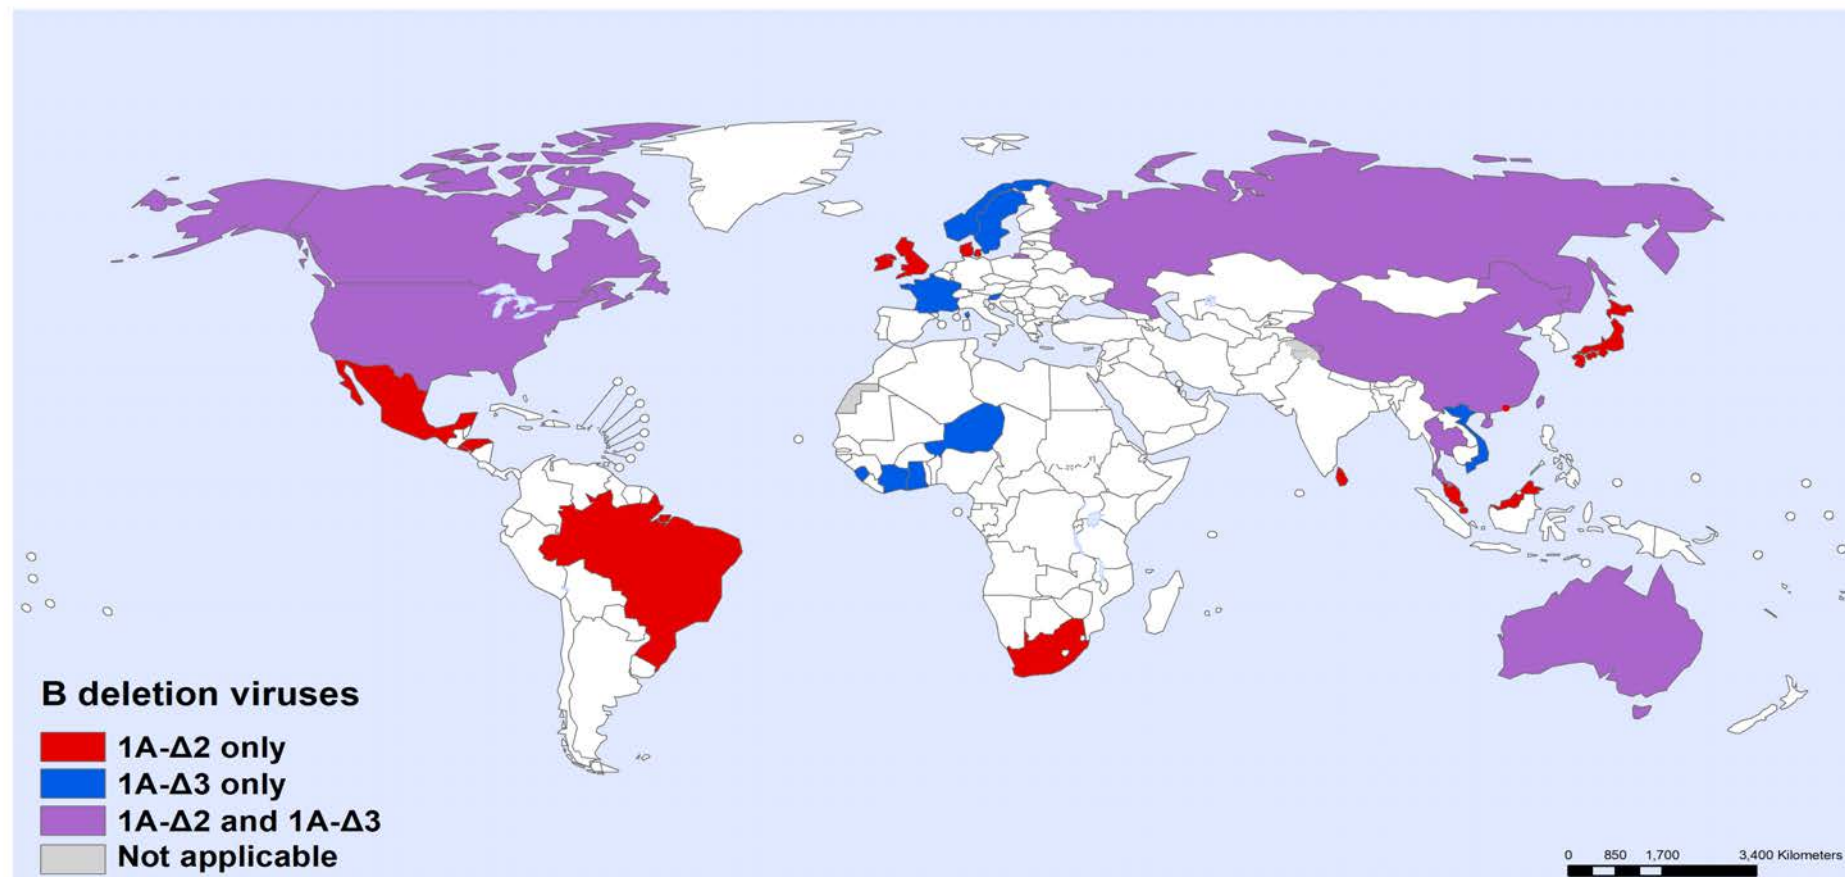 B deletion viruses
1A-Δ2 only
1A-Δ3 only
1A-Δ2 and 1A-Δ3
Not applicable
0 850 1,700 3,400 Kilometers